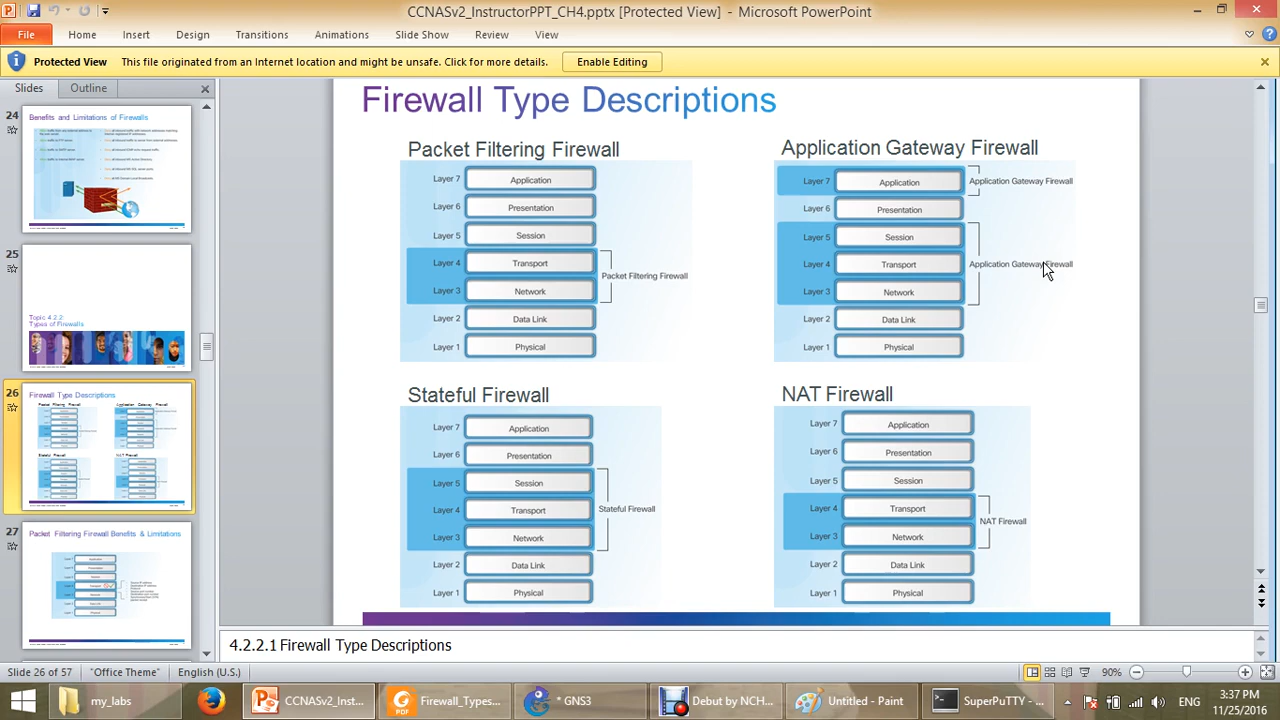 CCNASv2_InstructorPPT_CH4.pptx [Protected View] - Microsoft PowerPoint
File Home Insert Design Transitions Animations Slide Show Review View
Protected View This file originated from an Internet location and might be unsafe. Click for more details. Enable Editing
Slides Outline
24
Benefits and Limitations of Firewalls
25
Topic 4.2.2:
Types of Firewalls
26
Firewall Type Descriptions
27
Packet Filtering Firewall Benefits & Limitations
Firewall Type Descriptions
Packet Filtering Firewall
Layer 7 Application
Layer 6 Presentation
Layer 5 Session
Layer 4 Transport
Packet Filtering Firewall
Layer 3 Network
Layer 2 Data Link
Layer 1 Physical
Application Gateway Firewall
Layer 7 Application Application Gateway Firewall
Layer 6 Presentation
Layer 5 Session
Layer 4 Transport Application Gateway Firewall
Layer 3 Network
Layer 2 Data Link
Layer 1 Physical
Stateful Firewall
Layer 7 Application
Layer 6 Presentation
Layer 5 Session
Layer 4 Transport Stateful Firewall
Layer 3 Network
Layer 2 Data Link
Layer 1 Physical
NAT Firewall
Layer 7 Application
Layer 6 Presentation
Layer 5 Session
Layer 4 Transport
NAT Firewall
Layer 3 Network
Layer 2 Data Link
Layer 1 Physical
4.2.2.1 Firewall Type Descriptions
Slide 26 of 57 "Office Theme" English (U.S.) 90%
my_labs CCNASv2_Inst... Firewall_Types... * GNS3 Debut by NCH... Untitled - Paint SuperPuTTY - ... ENG 3:37 PM
11/25/2016